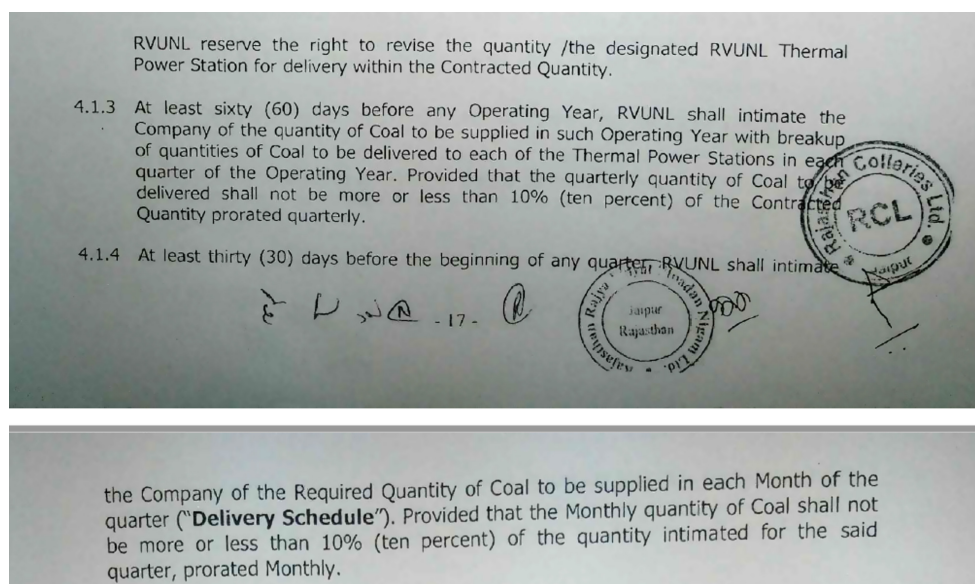 RVUNL reserve the right to revise the quantity /the designated RVUNL Thermal
Power Station for delivery within the Contracted Quantity.
4.1.3 At least sixty (60) days before any Operating Year, RVUNL shall intimate the
Company of the quantity of Coal to be supplied in such Operating Year with breakup
of quantities of Coal to be delivered to each of the Thermal Power Stations in each
quarter of the Operating Year. Provided that the quarterly quantity of Coal to be
delivered shall not be more or less than 10% (ten percent) of the Contracted
Quantity prorated quarterly.
Rajasthan Collieries Ltd.
RCL
Jaipur
4.1.4 At least thirty (30) days before the beginning of any quarter, RVUNL shall intimate
- 17 -
Rajasthan Rajya Nigam Ltd.
Jaipur
Rajasthan
the Company of the Required Quantity of Coal to be supplied in each Month of the
quarter ("Delivery Schedule"). Provided that the Monthly quantity of Coal shall not
be more or less than 10% (ten percent) of the quantity intimated for the said
quarter, prorated Monthly.